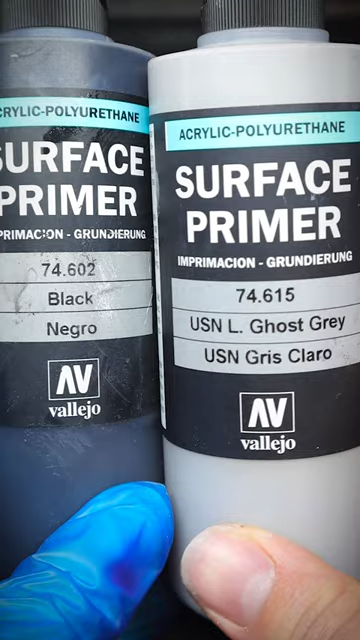 ACRYLIC-POLYURETHANE
SURFACE
PRIMER
IMPRIMACION - GRUNDIERUNG
74.602
Black
Negro
AV
vallejo
ACRYLIC-POLYURETHANE
SURFACE
PRIMER
IMPRIMACION - GRUNDIERUNG
74.615
USN L. Ghost Grey
USN Gris Claro
AV
vallejo